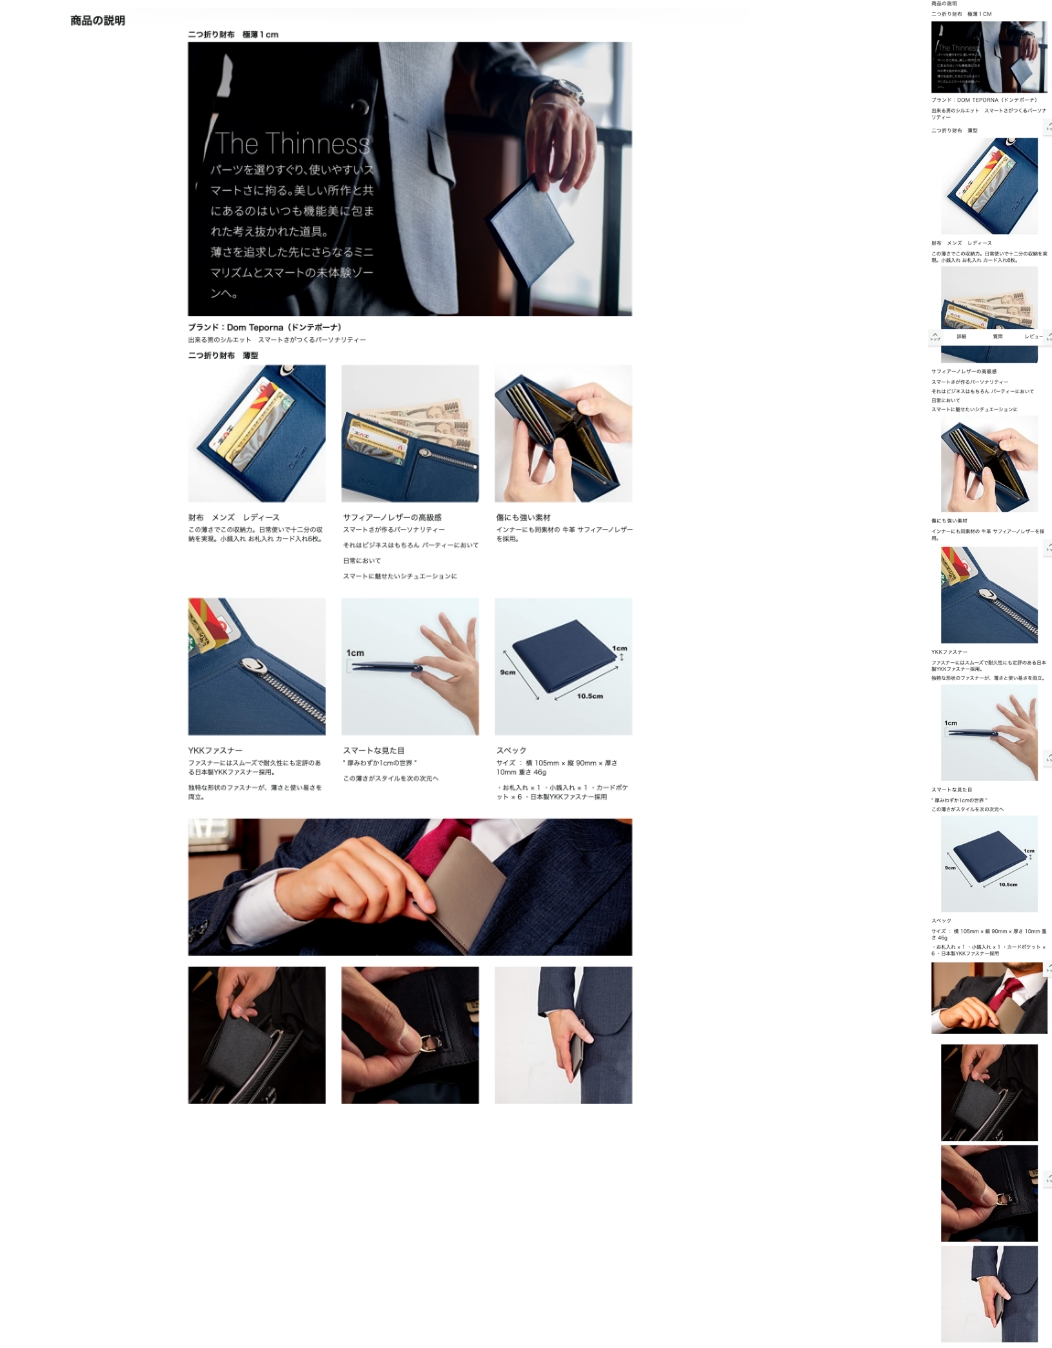 商品の説明
二つ折り財布　極薄１cm
The Thinness
パーツを選りすぐり、使いやすいス
マートさに拘る。美しい所作と共
にあるのはいつも機能美に包ま
れた考え抜かれた道具。
薄さを追求した先にさらなるミニ
マリズムとスマートの未体験ゾー
ンへ。
ブランド：Dom Teporna（ドンテポーナ）
出来る男のシルエット　スマートさがつくるパーソナリティー
二つ折り財布　薄型
財布　メンズ　レディース
この薄さでこの収納力。日常使いで十二分の収
納を実現。小銭入れ お札入れ カード入れ6枚。
サフィアーノレザーの高級感
スマートさが作るパーソナリティー
それはビジネスはもちろん パーティーにおいて
日常において
スマートに魅せたいシチュエーションに
傷にも強い素材
インナーにも同素材の 牛革 サフィアーノレザー
を採用。
1cm
9cm
10.5cm
1cm
YKKファスナー
ファスナーにはスムーズで耐久性にも定評のあ
る日本製YKKファスナー採用。
独特な形状のファスナーが、薄さと使い易さを
両立。
スマートな見た目
" 厚みわずか1cmの世界 "
この薄さがスタイルを次の次元へ
スペック
サイズ ： 横 105mm × 縦 90mm × 厚さ
10mm 重さ 46g
・お札入れ × 1 ・小銭入れ × 1 ・カードポケ
ット × 6 ・日本製YKKファスナー採用
商品の説明
二つ折り財布　極薄１CM
The Thinness
ブランド：DOM TEPORNA（ドンテポーナ）
出来る男のシルエット　スマートさがつくるパーソナ
リティー
二つ折り財布　薄型
財布　メンズ　レディース
この薄さでこの収納力。日常使いで十二分の収納を実
現。小銭入れ お札入れ カード入れ6枚。
トップ
詳細
質問
レビュー
サフィアーノレザーの高級感
スマートさが作るパーソナリティー
それはビジネスはもちろん パーティーにおいて
日常において
スマートに魅せたいシチュエーションに
傷にも強い素材
インナーにも同素材の 牛革 サフィアーノレザーを採
用。
YKKファスナー
ファスナーにはスムーズで耐久性にも定評のある日本
製YKKファスナー採用。
独特な形状のファスナーが、薄さと使い易さを両立。
1cm
スマートな見た目
" 厚みわずか1cmの世界 "
この薄さがスタイルを次の次元へ
1cm
9cm
10.5cm
スペック
サイズ ： 横 105mm × 縦 90mm × 厚さ 10mm 重
さ 46g
・お札入れ × 1 ・小銭入れ × 1 ・カードポケット ×
6 ・日本製YKKファスナー採用